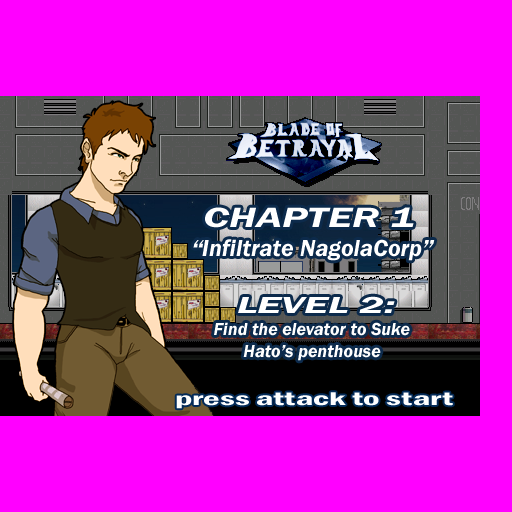 BLADE OF
BETRAYAL
CHAPTER 1
“Infiltrate NagolaCorp”
LEVEL 2:
Find the elevator to Suke
Hato’s penthouse
press attack to start
CON